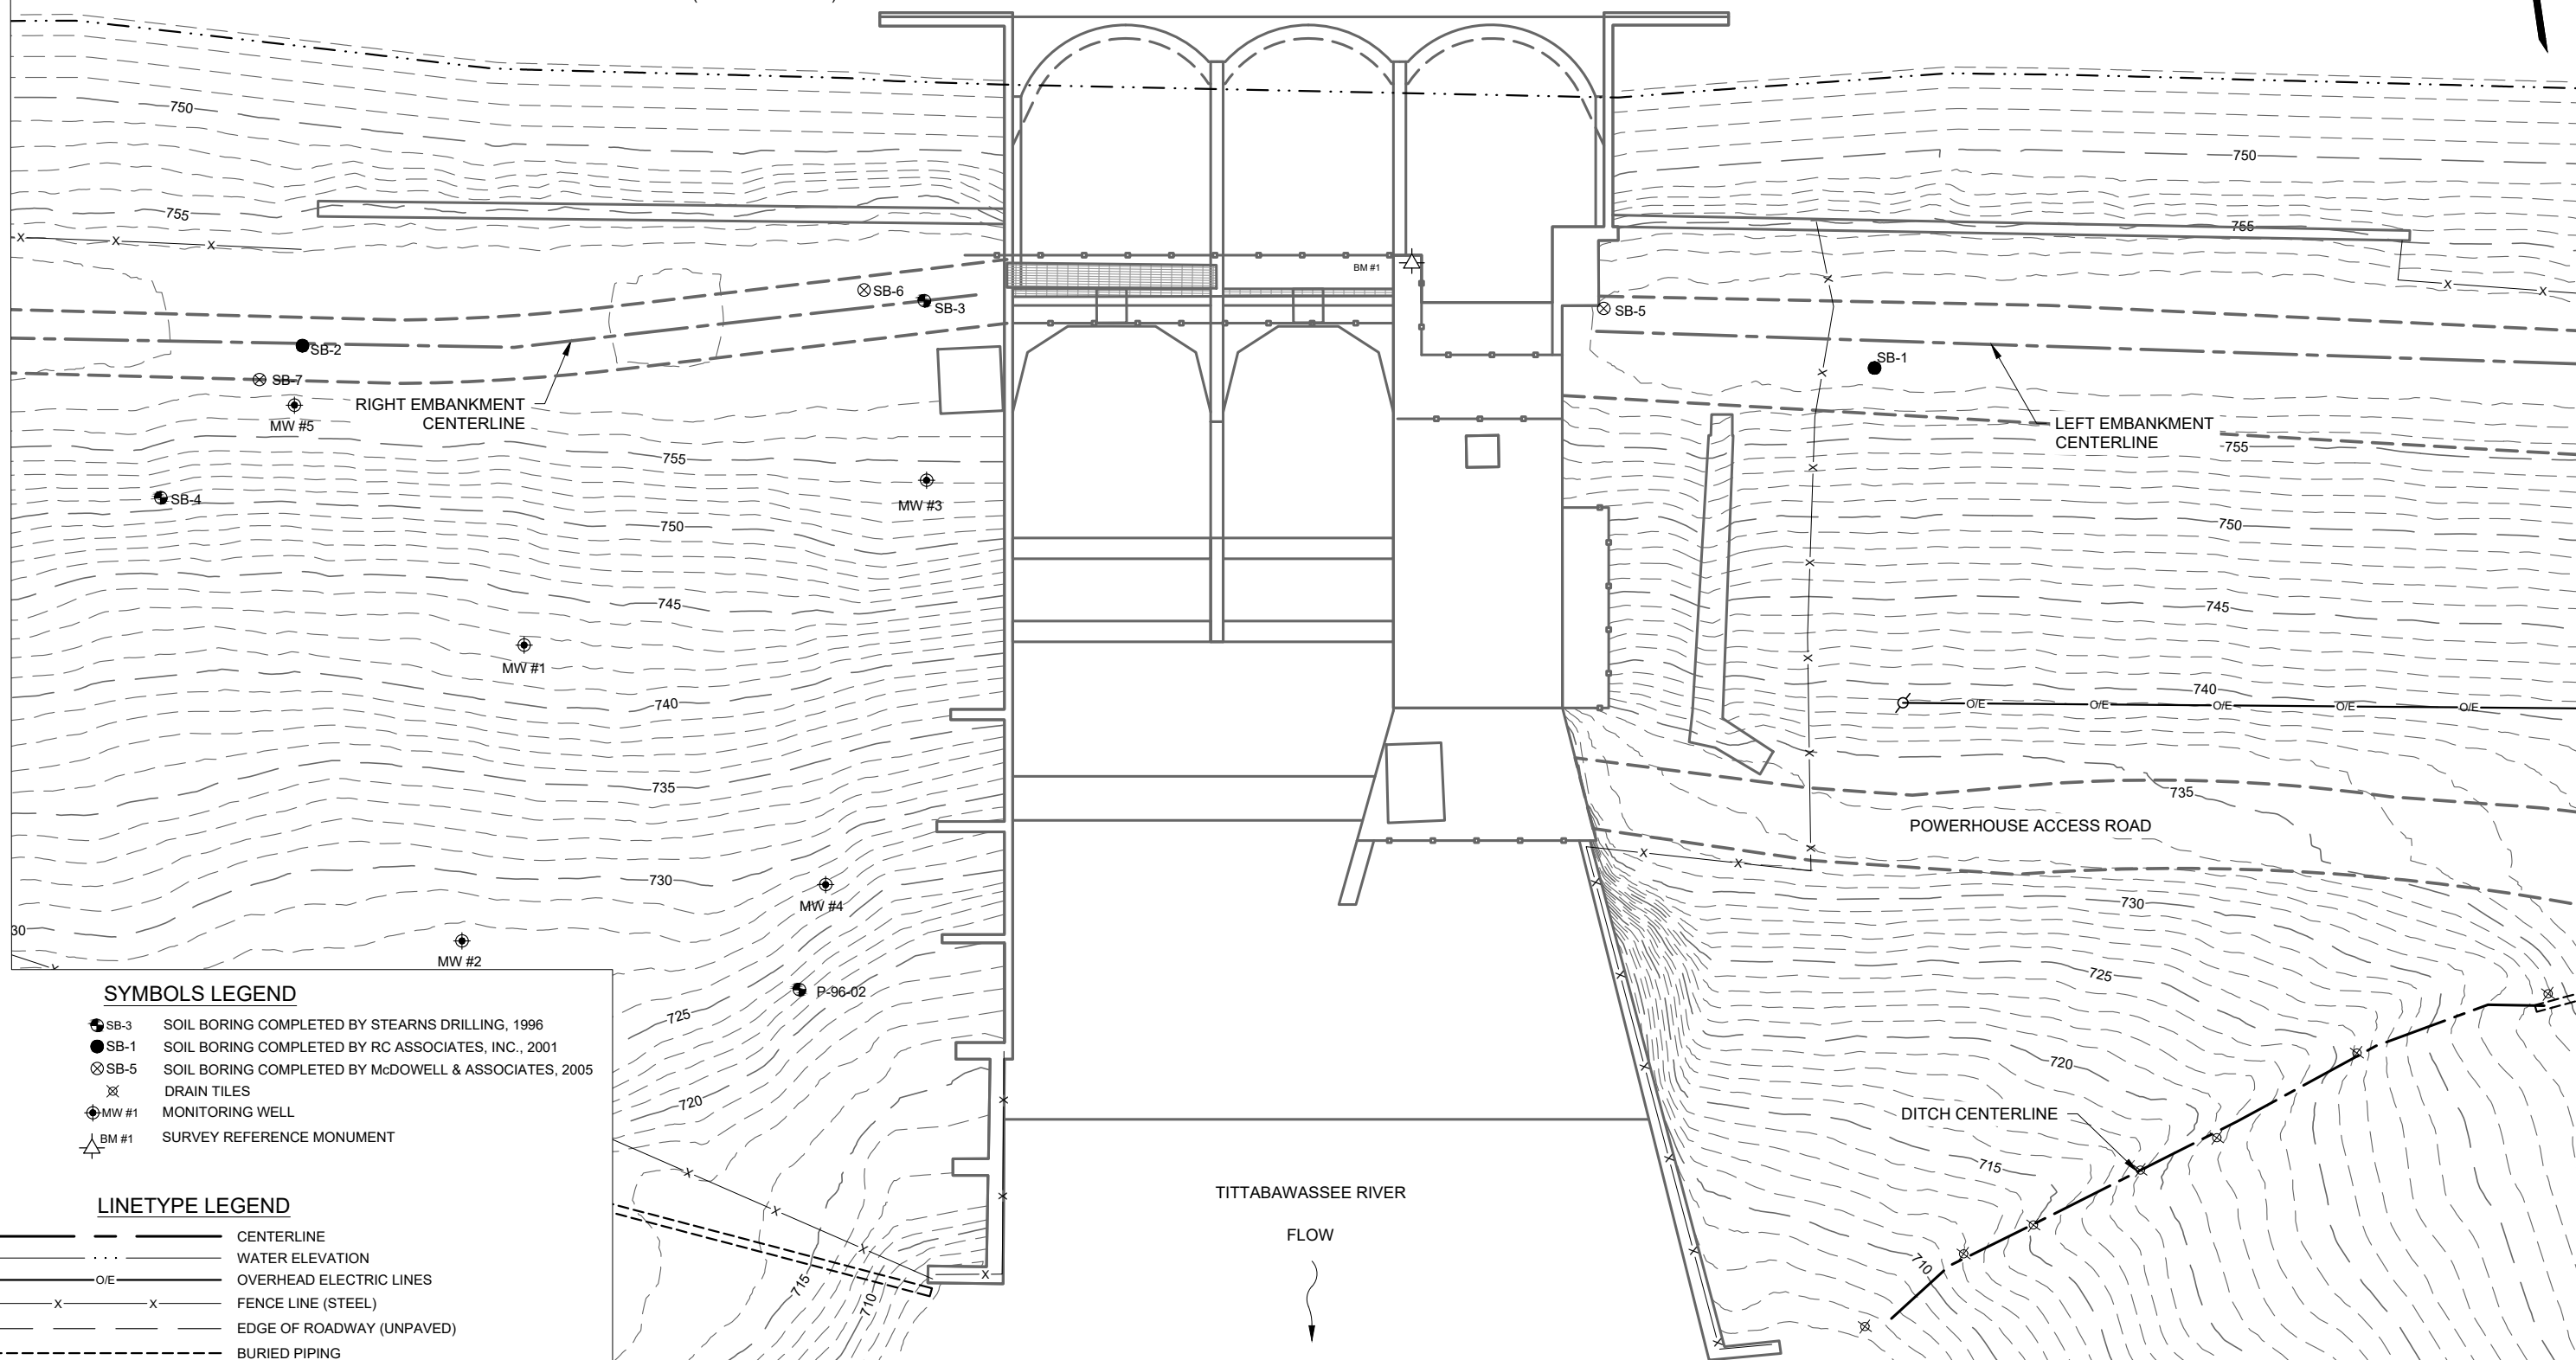 750
750
755
755
BM #1
SB-6
SB-3
SB-5
SB-2
SB-1
SB-7
RIGHT EMBANKMENT
CENTERLINE
MW #5
LEFT EMBANKMENT
CENTERLINE
755
755
SB-4
MW #3
750
750
745
745
MW #1
740
740
O/E
O/E
O/E
O/E
O/E
735
735
POWERHOUSE ACCESS ROAD
730
730
MW #4
30
MW #2
725
P-96-02
725
720
720
DITCH CENTERLINE
715
715
710
710
TITTABAWASSEE RIVER
FLOW
SYMBOLS LEGEND
SB-3 SOIL BORING COMPLETED BY STEARNS DRILLING, 1996
SB-1 SOIL BORING COMPLETED BY RC ASSOCIATES, INC., 2001
SB-5 SOIL BORING COMPLETED BY McDOWELL & ASSOCIATES, 2005
DRAIN TILES
MW #1 MONITORING WELL
BM #1 SURVEY REFERENCE MONUMENT
LINETYPE LEGEND
CENTERLINE
WATER ELEVATION
O/E OVERHEAD ELECTRIC LINES
X X FENCE LINE (STEEL)
EDGE OF ROADWAY (UNPAVED)
BURIED PIPING